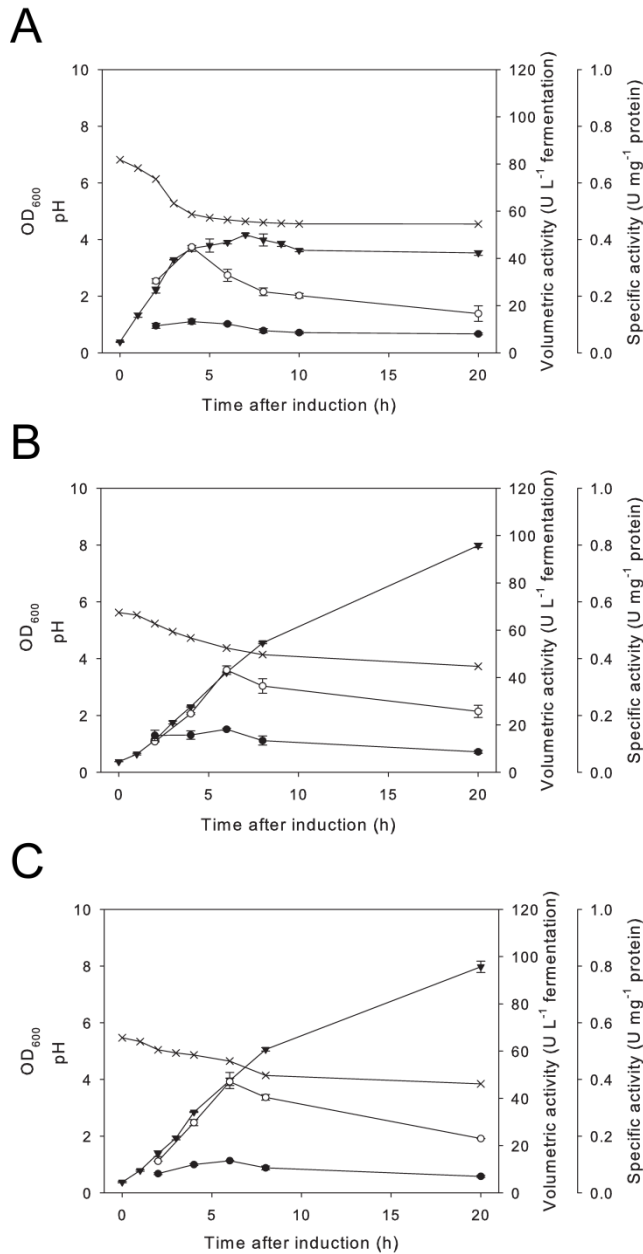 A
10
8
6
4
2
0
OD600
pH
0 5 10 15 20
Time after induction (h)
120
100
80
60
40
20
0
Volumetric activity (U L-1 fermentation)
1.0
0.8
0.6
0.4
0.2
0.0
Specific activity (U mg-1 protein)
B
10
8
6
4
2
0
OD600
pH
0 5 10 15 20
Time after induction (h)
120
100
80
60
40
20
0
Volumetric activity (U L-1 fermentation)
1.0
0.8
0.6
0.4
0.2
0.0
Specific activity (U mg-1 protein)
C
10
8
6
4
2
0
OD600
pH
0 5 10 15 20
Time after induction (h)
120
100
80
60
40
20
0
Volumetric activity (U L-1 fermentation)
1.0
0.8
0.6
0.4
0.2
0.0
Specific activity (U mg-1 protein)